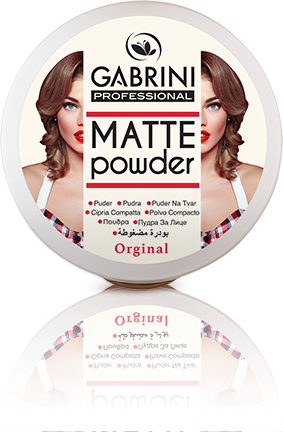 GABRINI
PROFESSIONAL
MATTE
powder
• Puder • Pudra • Puder Na Tvar
• Cipria Compatta • Polvo Compacto
• Поудра • Пудра За Лице
• بودرة مضغوطة
Orginal